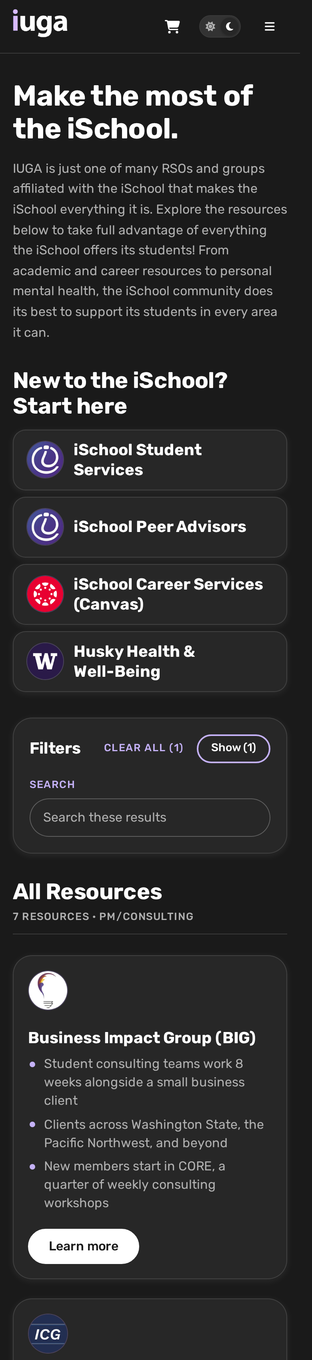 iuga
Make the most of
the iSchool.
IUGA is just one of many RSOs and groups
affiliated with the iSchool that makes the
iSchool everything it is. Explore the resources
below to take full advantage of everything
the iSchool offers its students! From
academic and career resources to personal
mental health, the iSchool community does
its best to support its students in every area
it can.
New to the iSchool?
Start here
iSchool Student
Services
iSchool Peer Advisors
iSchool Career Services
(Canvas)
W
Husky Health &
Well-Being
Filters CLEAR ALL (1) Show (1)
SEARCH
Search these results
All Resources
7 RESOURCES • PM/CONSULTING
Business Impact Group (BIG)
• Student consulting teams work 8
weeks alongside a small business
client
• Clients across Washington State, the
Pacific Northwest, and beyond
• New members start in CORE, a
quarter of weekly consulting
workshops
Learn more
ICG